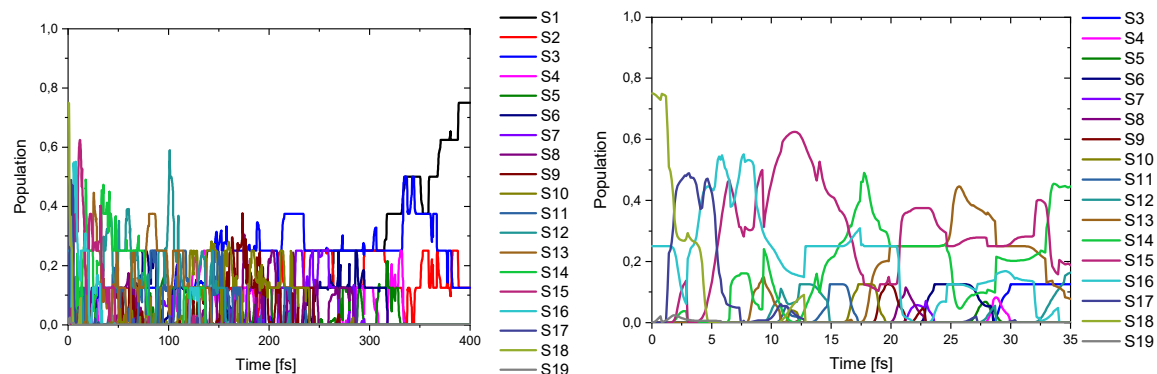 1,0
0,8
0,6
0,4
0,2
0,0
Population
0
100
200
300
400
Time [fs]
S1
S2
S3
S4
S5
S6
S7
S8
S9
S10
S11
S12
S13
S14
S15
S16
S17
S18
S19
1,0
0,8
0,6
0,4
0,2
0,0
Population
0
5
10
15
20
25
30
35
Time [fs]
S3
S4
S5
S6
S7
S8
S9
S10
S11
S12
S13
S14
S15
S16
S17
S18
S19